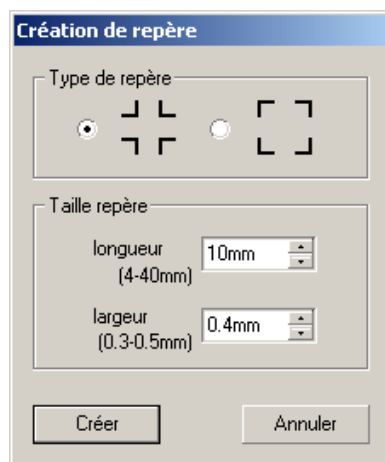 Création de repère
Type de repère
Taille repère
longueur
(4-40mm)
10mm
largeur
(0.3-0.5mm)
0.4mm
Créer
Annuler